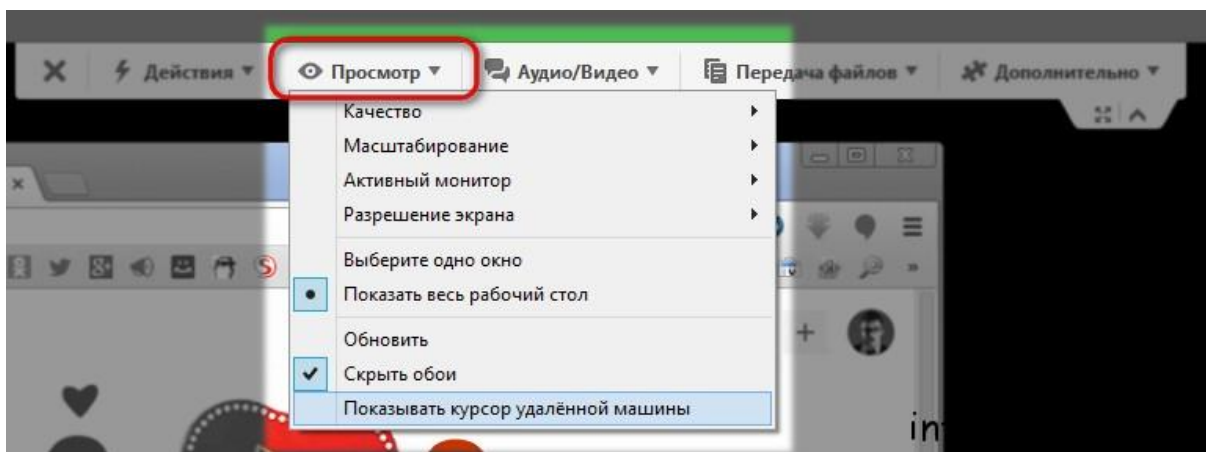 Действия
Просмотр
Аудио/Видео
Передача файлов
Дополнительно
Качество
Масштабирование
Активный монитор
Разрешение экрана
Выберите одно окно
Показать весь рабочий стол
Обновить
Скрыть обои
Показывать курсор удалённой машины
in